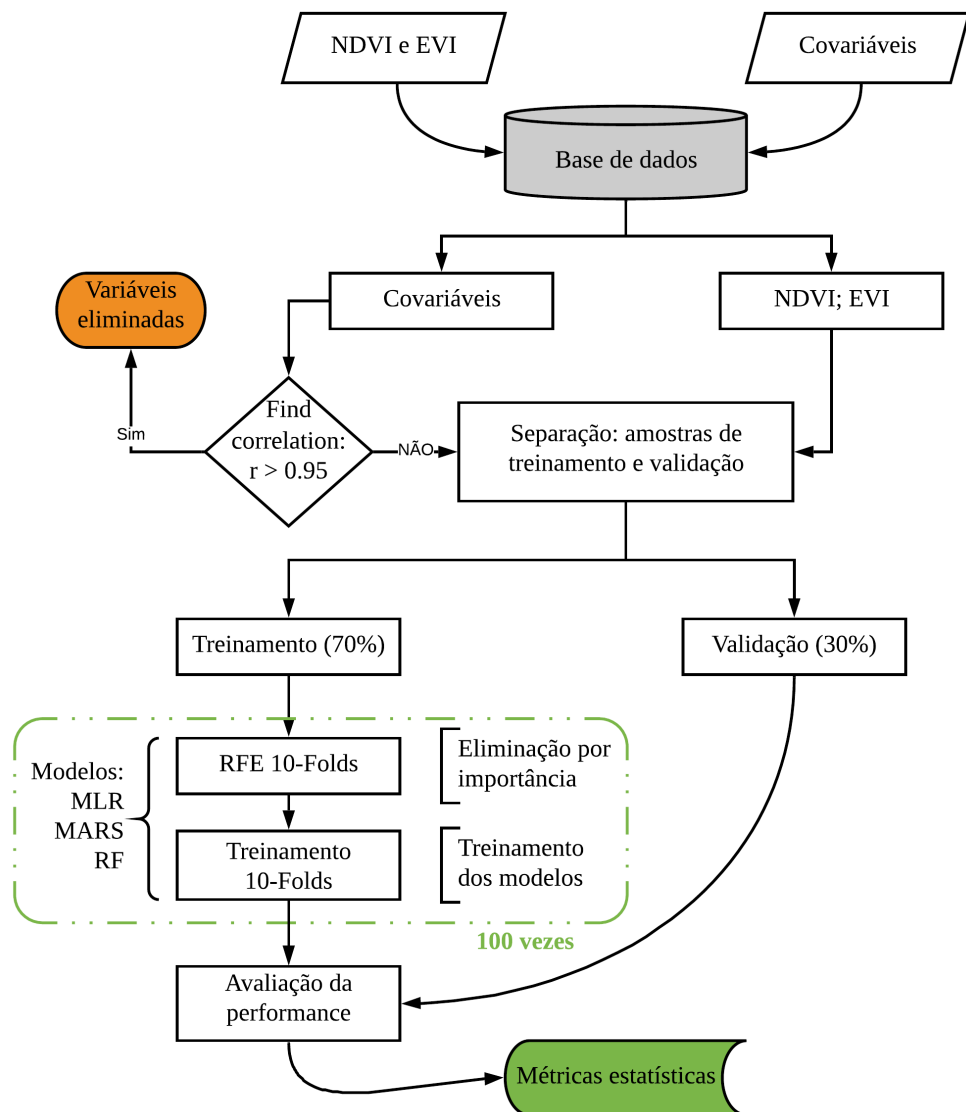 NDVI e EVI
Covariáveis
Base de dados
Covariáveis
NDVI; EVI
Variáveis
eliminadas
Find
correlation:
r > 0.95
Sim
NÃO
Separação: amostras de
treinamento e validação
Treinamento (70%)
Validação (30%)
Modelos:
MLR
MARS
RF
RFE 10-Folds
Eliminação por
importância
Treinamento
10-Folds
Treinamento
dos modelos
100 vezes
Avaliação da
performance
Métricas estatísticas